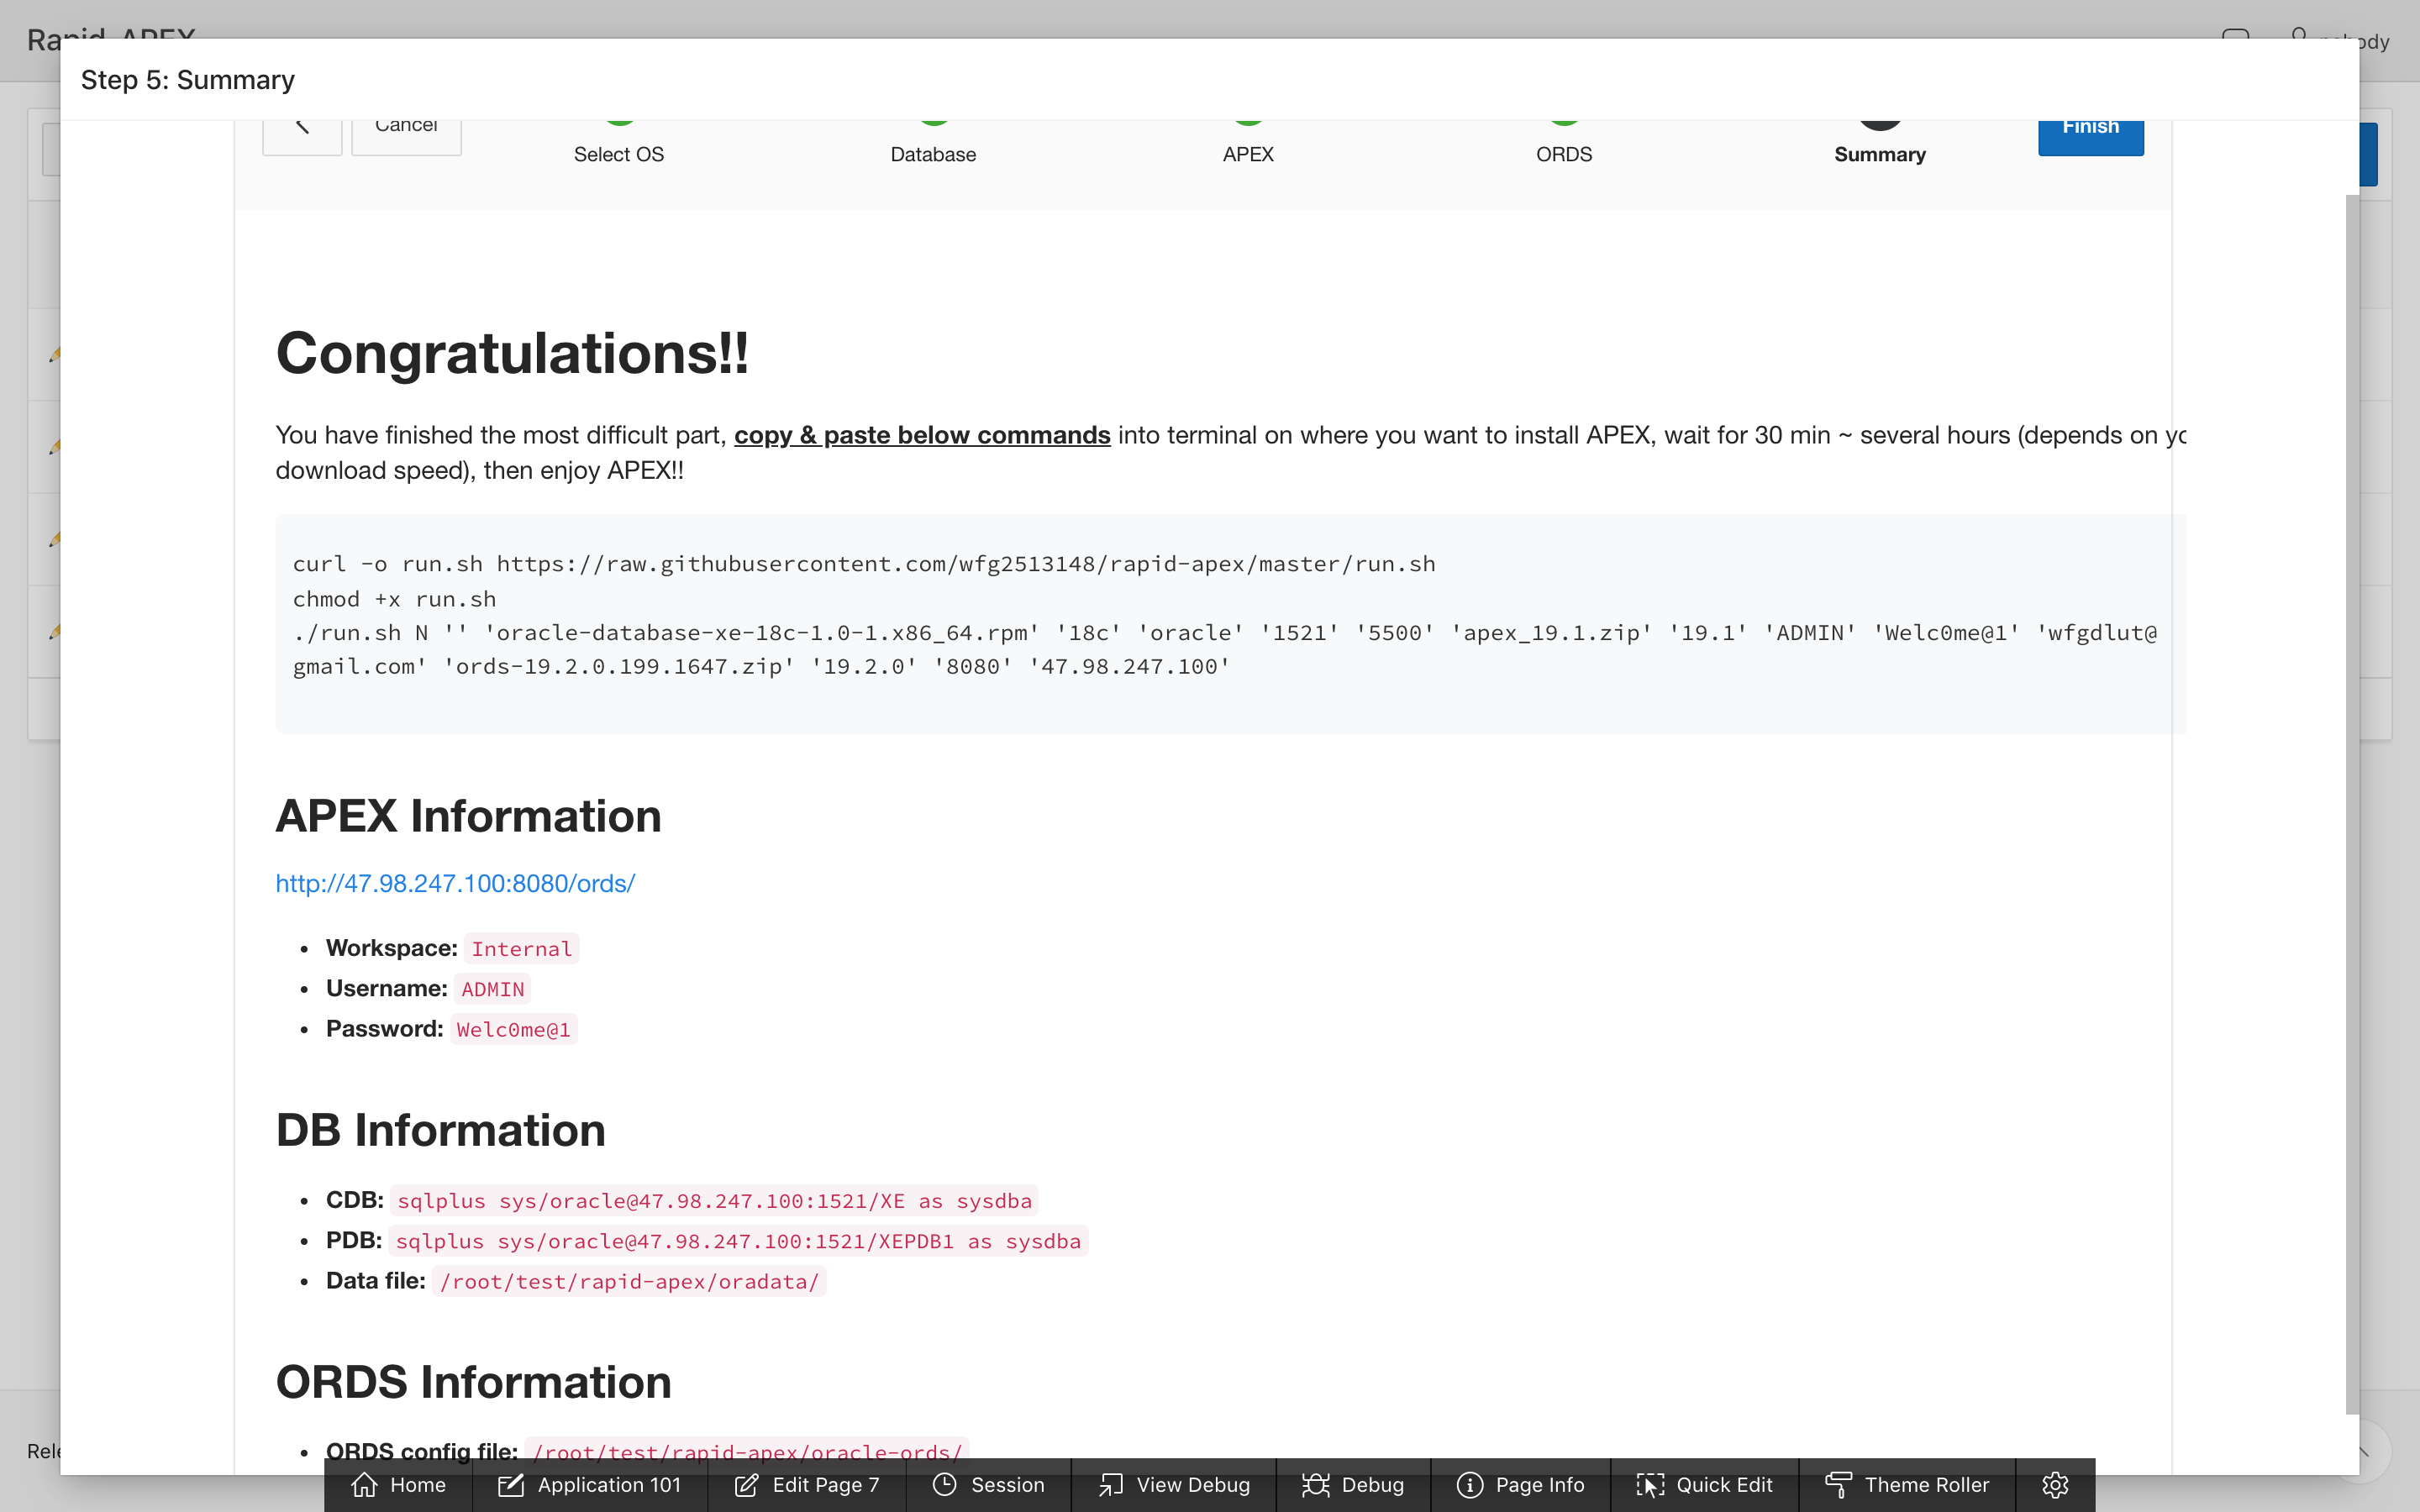 Rapid APEX
nobody
Step 5: Summary
Cancel
Select OS
Database
APEX
ORDS
Summary
Finish
Congratulations!!
You have finished the most difficult part, copy & paste below commands into terminal on where you want to install APEX, wait for 30 min ~ several hours (depends on yo
download speed), then enjoy APEX!!
curl -o run.sh https://raw.githubusercontent.com/wfg2513148/rapid-apex/master/run.sh
chmod +x run.sh
./run.sh N '' 'oracle-database-xe-18c-1.0-1.x86_64.rpm' '18c' 'oracle' '1521' '5500' 'apex_19.1.zip' '19.1' 'ADMIN' 'Welc0me@1' 'wfgdlut@
gmail.com' 'ords-19.2.0.199.1647.zip' '19.2.0' '8080' '47.98.247.100'
APEX Information
http://47.98.247.100:8080/ords/
Workspace: Internal
Username: ADMIN
Password: Welc0me@1
DB Information
CDB: sqlplus sys/oracle@47.98.247.100:1521/XE as sysdba
PDB: sqlplus sys/oracle@47.98.247.100:1521/XEPDB1 as sysdba
Data file: /root/test/rapid-apex/oradata/
ORDS Information
ORDS config file: /root/test/rapid-apex/oracle-ords/
Rele
Home
Application 101
Edit Page 7
Session
View Debug
Debug
Page Info
Quick Edit
Theme Roller